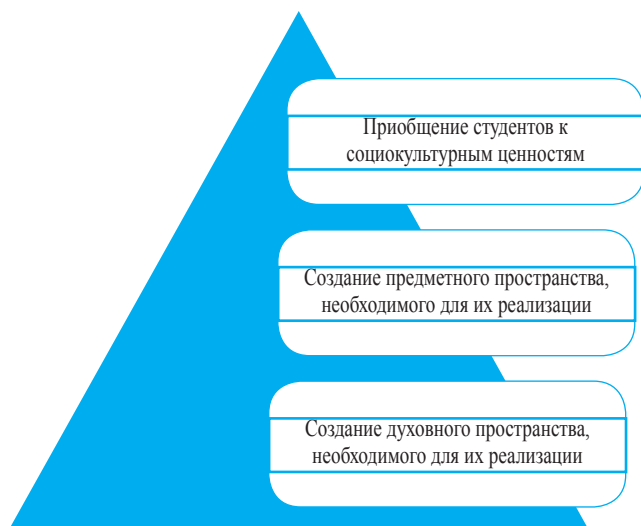 Приобщение студентов к
социокультурным ценностям
Создание предметного пространства,
необходимого для их реализации
Создание духовного пространства,
необходимого для их реализации